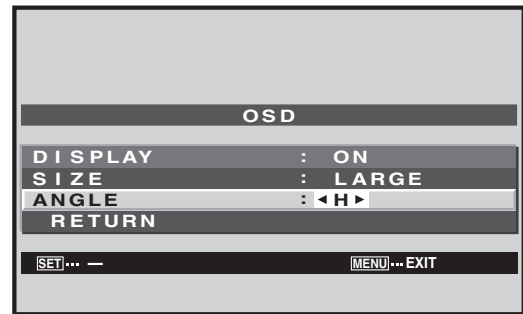 OSD
DISPLAY : ON
SIZE : LARGE
ANGLE : ◄H►
RETURN
SET ··· — MENU ··· EXIT